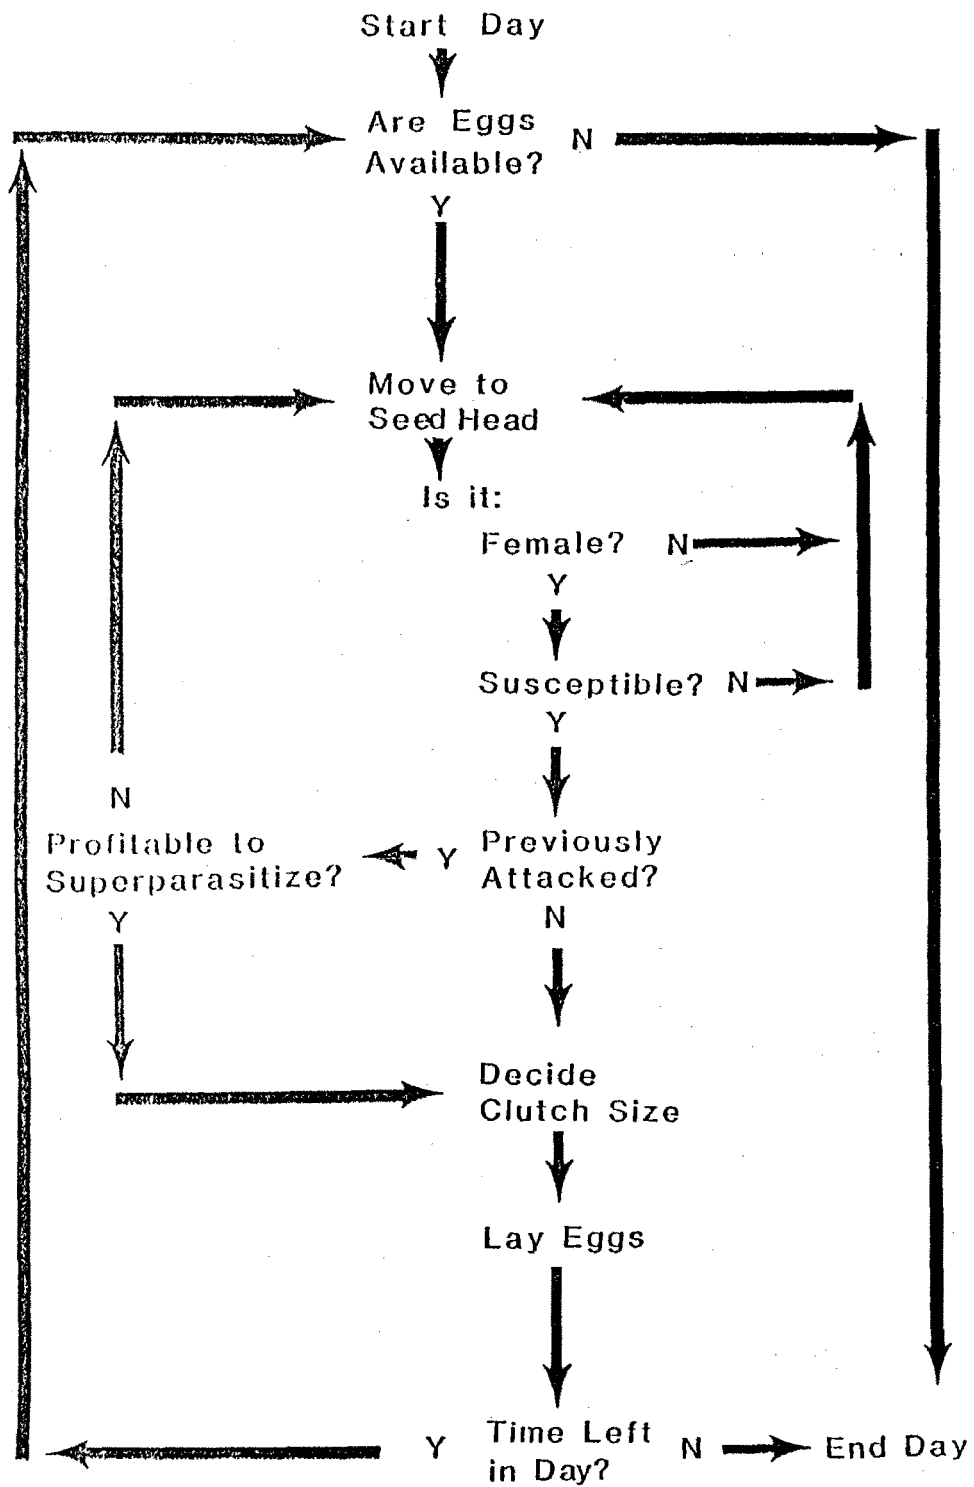 Start Day
Are Eggs
Available?
N
Y
Move to
Seed Head
Is it:
Female? N
Y
Susceptible? N
Y
N
Profitable to
Superparasitize?
Y
Y
Previously
Attacked?
N
Decide
Clutch Size
Lay Eggs
Y
Time Left
in Day?
N
End Day